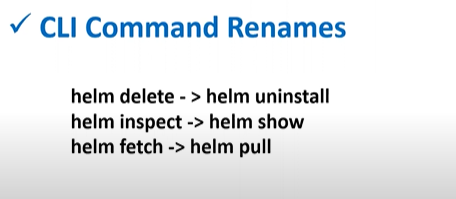 ✓ CLI Command Renames
helm delete - > helm uninstall
helm inspect -> helm show
helm fetch -> helm pull